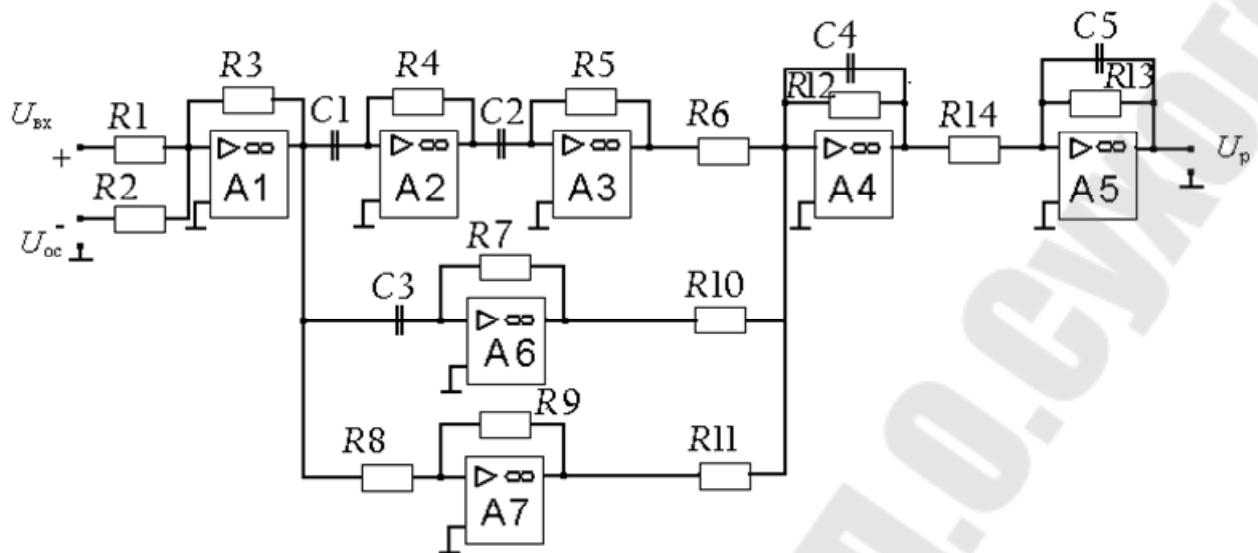 R3
R4
R5
C4
C5
Uвх
R1
C1
C2
R6
R12
R14
R13
+
▷ ∞
▷ ∞
▷ ∞
▷ ∞
▷ ∞
Uр
R2
A1
A2
A3
A4
A5
-
Uос
R7
C3
R10
▷ ∞
A6
R9
R8
R11
▷ ∞
A7
п.о.сухого